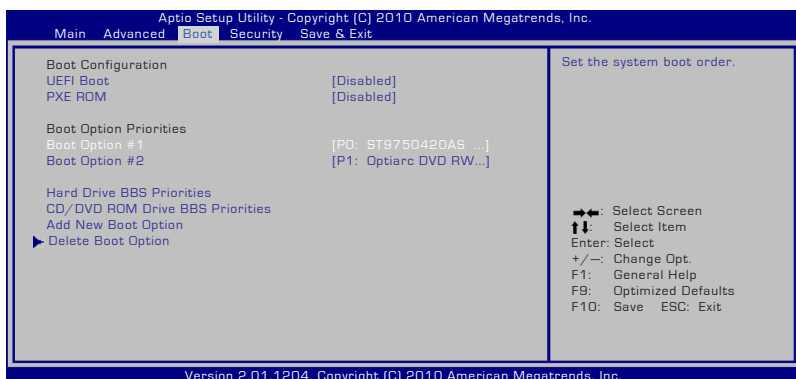 Aptio Setup Utility - Copyright (C) 2010 American Megatrends, Inc.
Main Advanced Boot Security Save & Exit
Boot Configuration
UEFI Boot [Disabled]
PXE ROM [Disabled]
Boot Option Priorities
Boot Option #1 [P0: ST9750420AS ...]
Boot Option #2 [P1: Optiarc DVD RW...]
Hard Drive BBS Priorities
CD/DVD ROM Drive BBS Priorities
Add New Boot Option
Delete Boot Option
Set the system boot order.
→←: Select Screen
↑↓: Select Item
Enter: Select
+/—: Change Opt.
F1: General Help
F9: Optimized Defaults
F10: Save ESC: Exit
Version 2.01.1204. Copyright (C) 2010 American Megatrends, Inc.